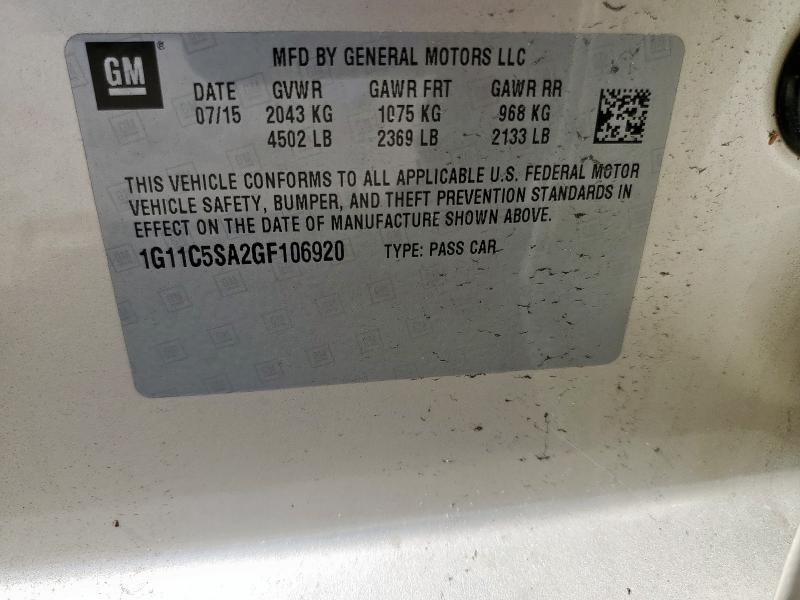 GM®
MFD BY GENERAL MOTORS LLC
DATE GVWR GAWR FRT GAWR RR
07/15 2043 KG 1075 KG 968 KG
4502 LB 2369 LB 2133 LB
THIS VEHICLE CONFORMS TO ALL APPLICABLE U.S. FEDERAL MOTOR
VEHICLE SAFETY, BUMPER, AND THEFT PREVENTION STANDARDS IN
EFFECT ON THE DATE OF MANUFACTURE SHOWN ABOVE.
1G11C5SA2GF106920 TYPE: PASS CAR